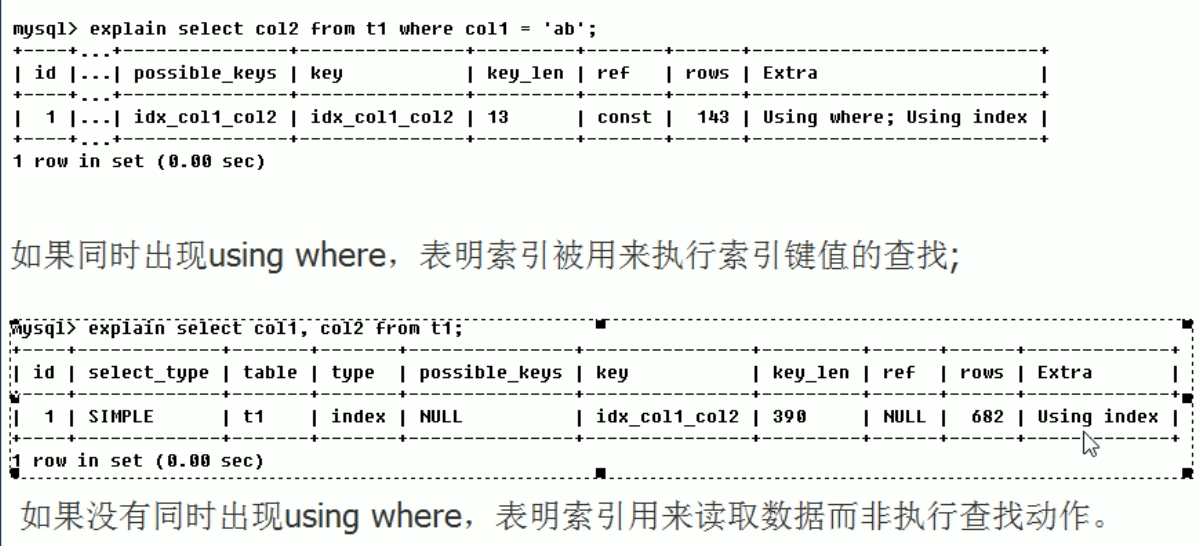 mysql> explain select col2 from t1 where col1 = 'ab';
+----+...+---------------+---------------+---------+-------+------+--------------------------+
| id |...| possible_keys | key | key_len | ref | rows | Extra |
+----+...+---------------+---------------+---------+-------+------+--------------------------+
| 1 |...| idx_col1_col2 | idx_col1_col2 | 13 | const | 143 | Using where; Using index |
+----+...+---------------+---------------+---------+-------+------+--------------------------+
1 row in set (0.00 sec)
如果同时出现using where，表明索引被用来执行索引键值的查找;
mysql> explain select col1, col2 from t1;
+----+-------------+-------+-------+---------------+---------------+---------+------+------+-------------+
| id | select_type | table | type | possible_keys | key | key_len | ref | rows | Extra |
+----+-------------+-------+-------+---------------+---------------+---------+------+------+-------------+
| 1 | SIMPLE | t1 | index | NULL | idx_col1_col2 | 390 | NULL | 682 | Using index |
+----+-------------+-------+-------+---------------+---------------+---------+------+------+-------------+
1 row in set (0.00 sec)
如果没有同时出现using where，表明索引用来读取数据而非执行查找动作。